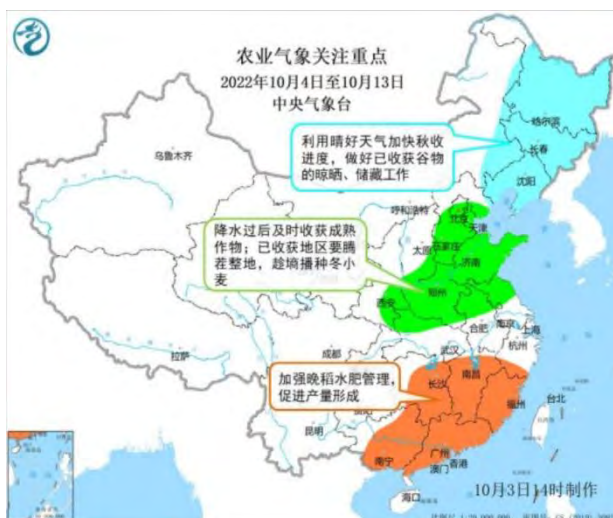 农业气象关注重点
2022年10月4日至10月13日
中央气象台
利用晴好天气加快秋收
进度，做好已收获谷物
的晾晒、储藏工作
哈尔滨
长春
沈阳
乌鲁木齐
呼和浩特
北京
天津
降水过后及时收获成熟
作物；已收获地区要腾
茬整地，趁墒播种冬小
麦
太原
石家庄
济南
西安
郑州
合肥
南京
上海
杭州
拉萨
成都
武汉
加强晚稻水肥管理，
促进产量形成
长沙
南昌
福州
台北
贵阳
昆明
南宁
广州
澳门
香港
海口
10月3日14时制作